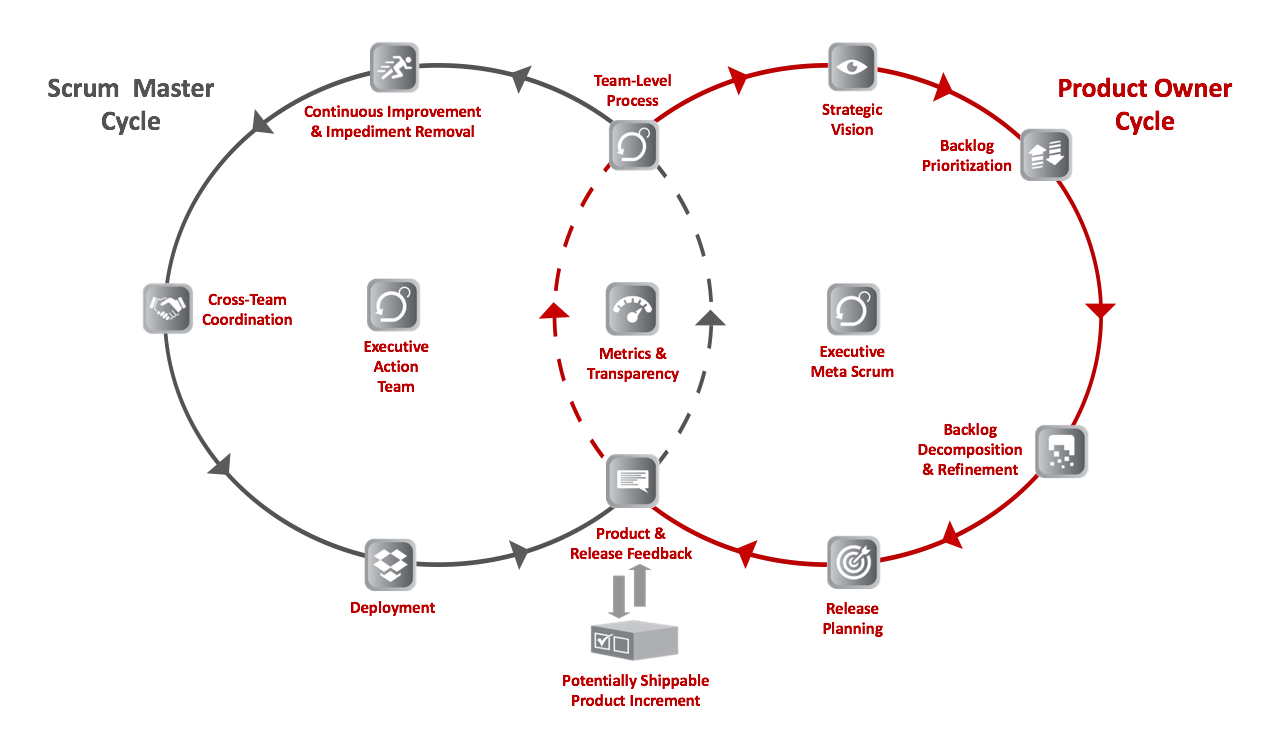 Scrum Master
Cycle
Continuous Improvement
& Impediment Removal
Team-Level
Process
Strategic
Vision
Product Owner
Cycle
Backlog
Prioritization
Cross-Team
Coordination
Executive
Action
Team
Metrics &
Transparency
Executive
Meta Scrum
Backlog
Decomposition
& Refinement
Product &
Release Feedback
Deployment
Release
Planning
Potentially Shippable
Product Increment